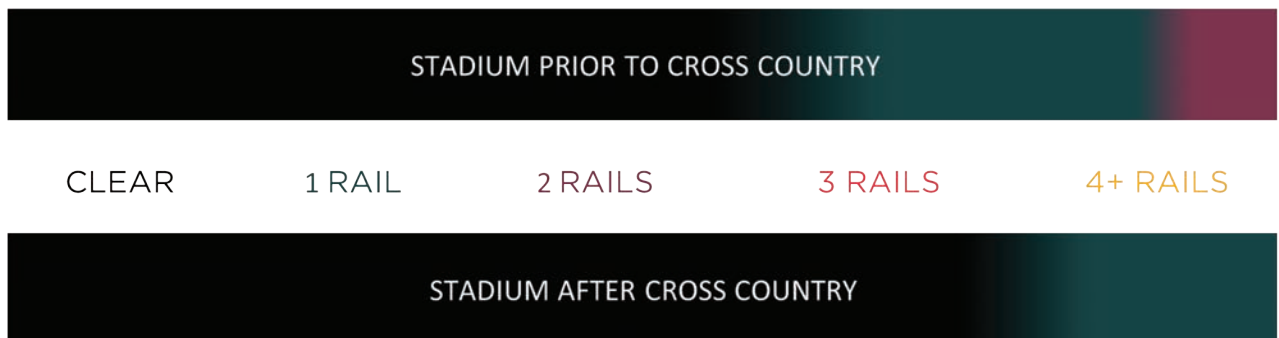 STADIUM PRIOR TO CROSS COUNTRY
CLEAR 1 RAIL 2 RAILS 3 RAILS 4+ RAILS
STADIUM AFTER CROSS COUNTRY